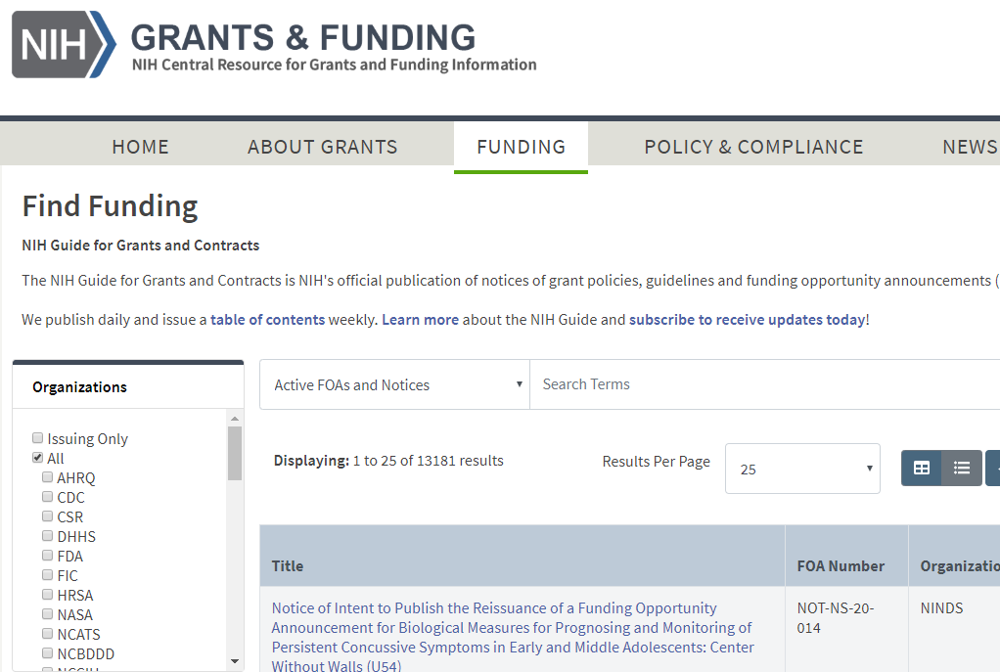 NIH
GRANTS & FUNDING
NIH Central Resource for Grants and Funding Information
HOME
ABOUT GRANTS
FUNDING
POLICY & COMPLIANCE
NEWS
Find Funding
NIH Guide for Grants and Contracts
The NIH Guide for Grants and Contracts is NIH's official publication of notices of grant policies, guidelines and funding opportunity announcements (
We publish daily and issue a table of contents weekly. Learn more about the NIH Guide and subscribe to receive updates today!
Organizations
Issuing Only
All
AHRQ
CDC
CSR
DHHS
FDA
FIC
HRSA
NASA
NCATS
NCBDDD
Active FOAs and Notices
Search Terms
Displaying: 1 to 25 of 13181 results
Results Per Page
25
Title
FOA Number
Organizatio
Notice of Intent to Publish the Reissuance of a Funding Opportunity
Announcement for Biological Measures for Prognosing and Monitoring of
Persistent Concussive Symptoms in Early and Middle Adolescents: Center
Without Walls (U54)
NOT-NS-20-
014
NINDS